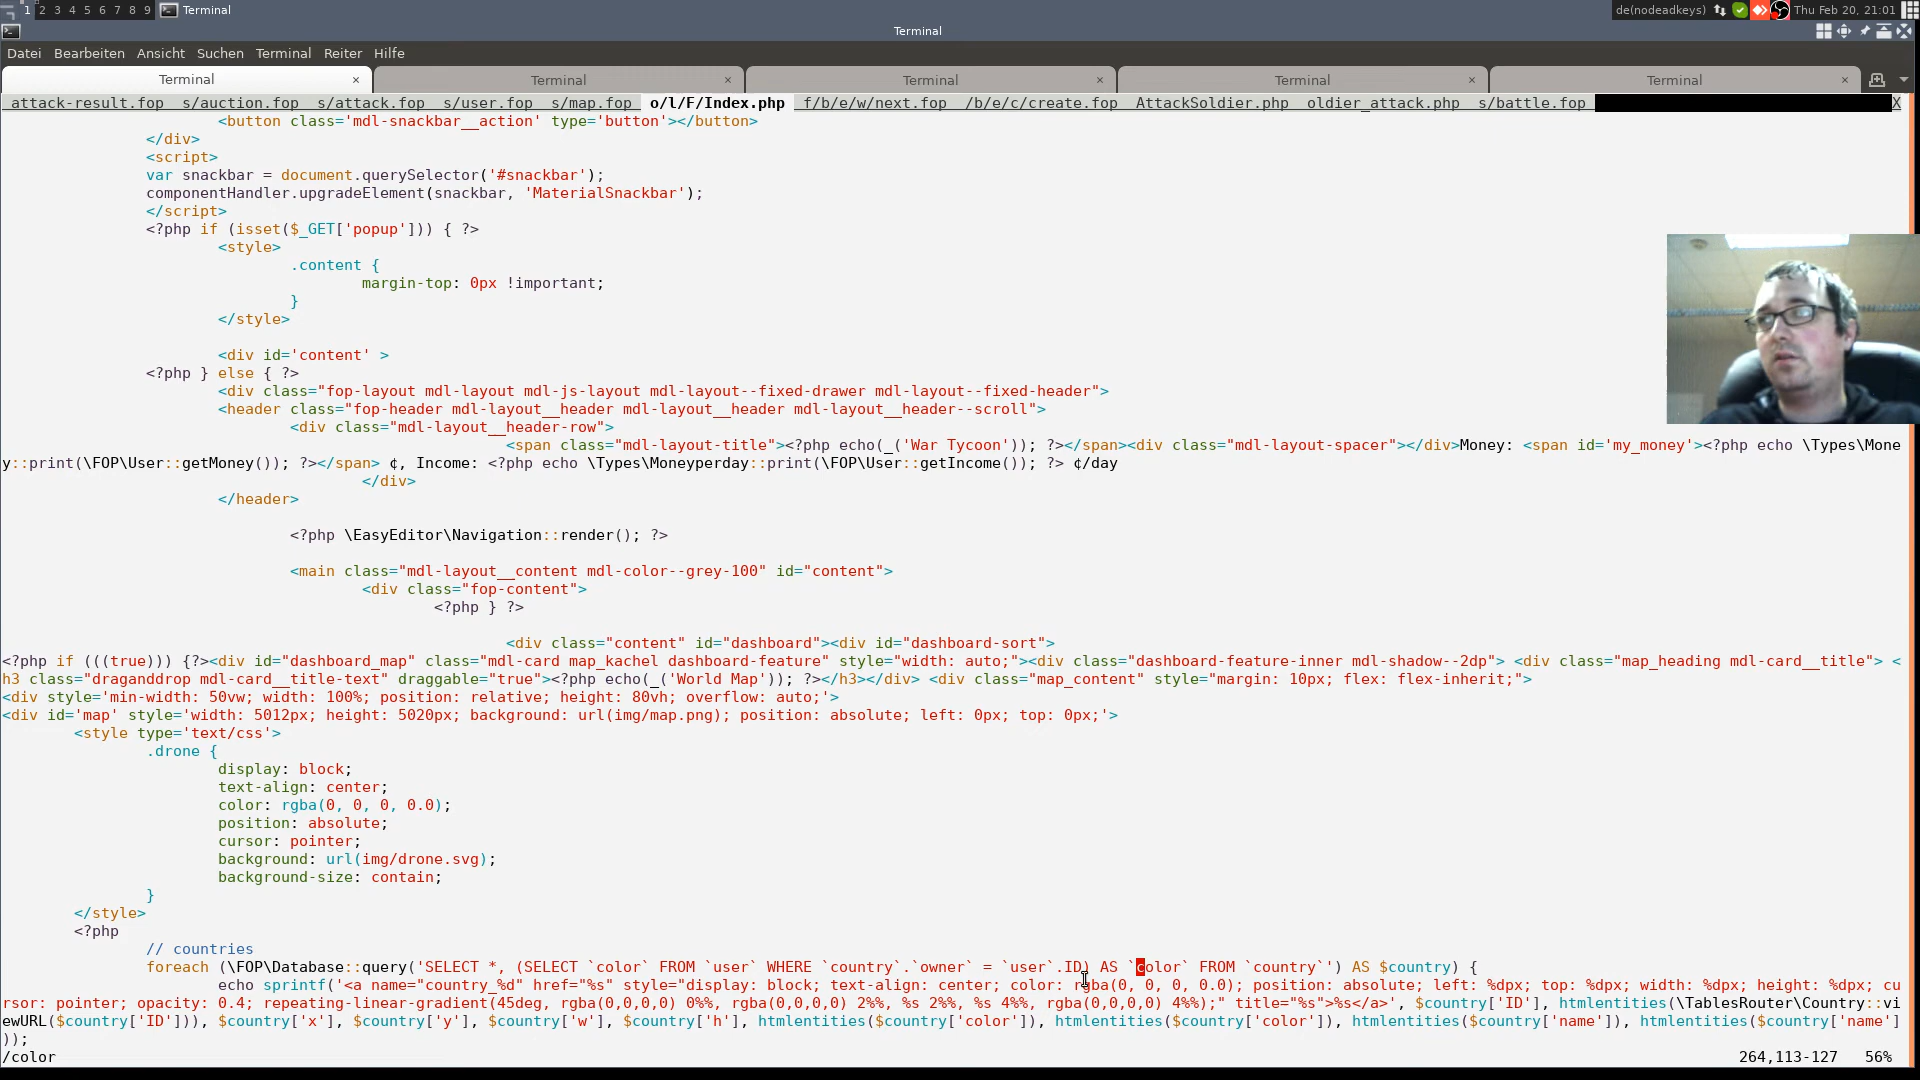 1 2 3 4 5 6 7 8 9 Terminal de(nodeadkeys) Thu Feb 20, 21:01
Terminal
Datei Bearbeiten Ansicht Suchen Terminal Reiter Hilfe
Terminal × Terminal × Terminal × Terminal × Terminal ×
attack-result.fop s/auction.fop s/attack.fop s/user.fop s/map.fop o/l/F/Index.php f/b/e/w/next.fop /b/e/c/create.fop AttackSoldier.php oldier_attack.php s/battle.fop X
<button class='mdl-snackbar__action' type='button'></button>
</div>
<script>
var snackbar = document.querySelector('#snackbar');
componentHandler.upgradeElement(snackbar, 'MaterialSnackbar');
</script>
<?php if (isset($_GET['popup'])) { ?>
<style>
.content {
margin-top: 0px !important;
}
</style>
<div id='content' >
<?php } else { ?>
<div class="fop-layout mdl-layout mdl-js-layout mdl-layout--fixed-drawer mdl-layout--fixed-header">
<header class="fop-header mdl-layout__header mdl-layout__header mdl-layout__header--scroll">
<div class="mdl-layout__header-row">
<span class="mdl-layout-title"><?php echo(_('War Tycoon')); ?></span><div class="mdl-layout-spacer"></div>Money: <span id='my_money'><?php echo \Types\Mone
y::print(\FOP\User::getMoney()); ?></span> ¢, Income: <?php echo \Types\Moneyperday::print(\FOP\User::getIncome()); ?> ¢/day
</div>
</header>
<?php \EasyEditor\Navigation::render(); ?>
<main class="mdl-layout__content mdl-color--grey-100" id="content">
<div class="fop-content">
<?php } ?>
<div class="content" id="dashboard"><div id="dashboard-sort">
<?php if (((true))) {?><div id="dashboard_map" class="mdl-card map_kachel dashboard-feature" style="width: auto;"><div class="dashboard-feature-inner mdl-shadow--2dp"> <div class="map_heading mdl-card__title"> <
h3 class="draganddrop mdl-card__title-text" draggable="true"><?php echo(_('World Map')); ?></h3></div> <div class="map_content" style="margin: 10px; flex: flex-inherit;">
<div style='min-width: 50vw; width: 100%; position: relative; height: 80vh; overflow: auto;'>
<div id='map' style='width: 5012px; height: 5020px; background: url(img/map.png); position: absolute; left: 0px; top: 0px;'>
<style type='text/css'>
.drone {
display: block;
text-align: center;
color: rgba(0, 0, 0, 0.0);
position: absolute;
cursor: pointer;
background: url(img/drone.svg);
background-size: contain;
}
</style>
<?php
// countries
foreach (\FOP\Database::query('SELECT *, (SELECT `color` FROM `user` WHERE `country`.`owner` = `user`.ID) AS `color` FROM `country`') AS $country) {
echo sprintf('<a name="country_%d" href="%s" style="display: block; text-align: center; color: rgba(0, 0, 0, 0.0); position: absolute; left: %dpx; top: %dpx; width: %dpx; height: %dpx; cu
rsor: pointer; opacity: 0.4; repeating-linear-gradient(45deg, rgba(0,0,0,0) 0%%, rgba(0,0,0,0) 2%%, %s 2%%, %s 4%%, rgba(0,0,0,0) 4%%);" title="%s">%s</a>', $country['ID'], htmlentities(\TablesRouter\Country::vi
ewURL($country['ID'])), $country['x'], $country['y'], $country['w'], $country['h'], htmlentities($country['color']), htmlentities($country['color']), htmlentities($country['name']), htmlentities($country['name']
));
/color 264,113-127 56%